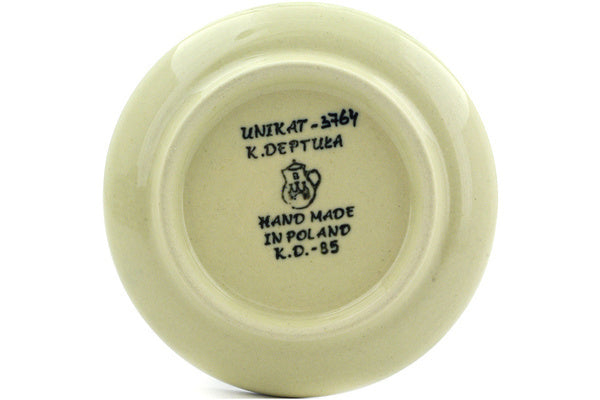 UNIKAT-3764
K.DEPTUŁA
B
HAND MADE
IN POLAND
K.D.-85